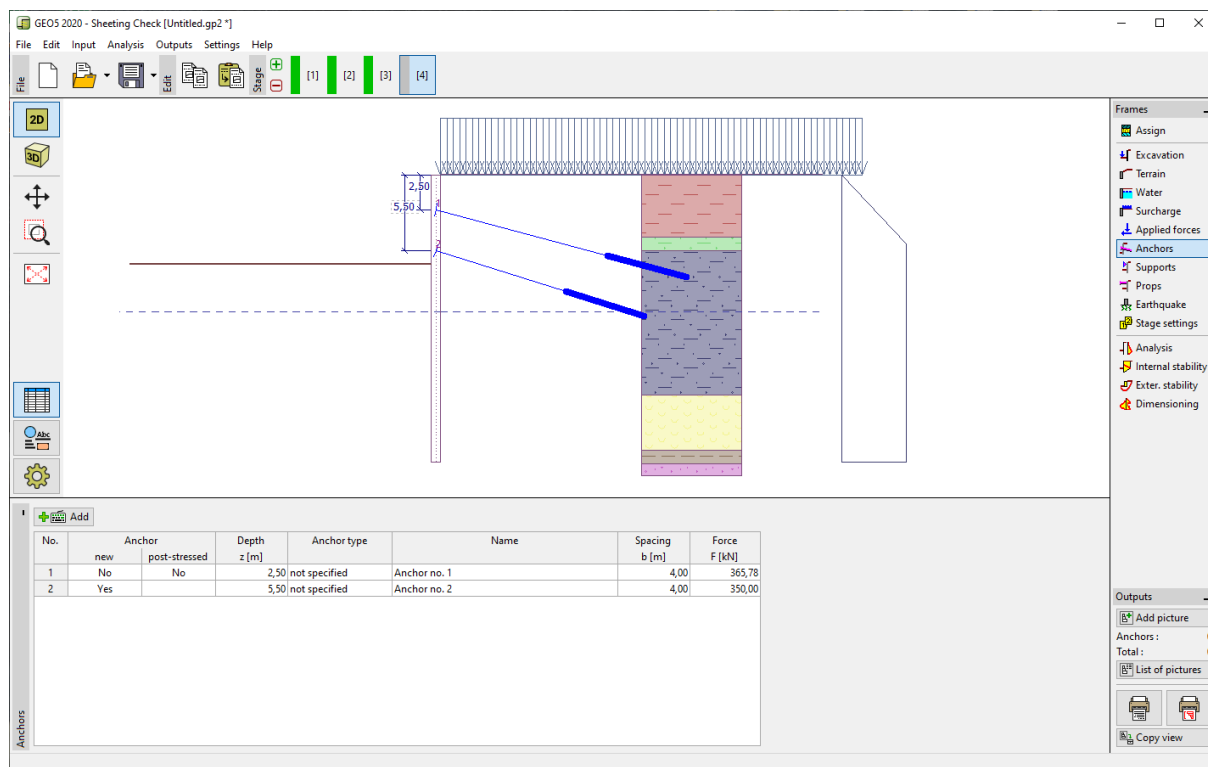 GEO5 2020 - Sheeting Check [Untitled.gp2 *]
File Edit Input Analysis Outputs Settings Help
File
Edit
Stage
[1] [2] [3] [4]
2D
3D
Abc
2,50
5,50
1
2
Frames
Assign
Excavation
Terrain
Water
Surcharge
Applied forces
Anchors
Supports
Props
Earthquake
Stage settings
Analysis
Internal stability
Exter. stability
Dimensioning
Anchors
Add
No. Anchor Depth Anchor type Name Spacing Force
new post-stressed z [m] b [m] F [kN]
1 No No 2,50 not specified Anchor no. 1 4,00 365,78
2 Yes 5,50 not specified Anchor no. 2 4,00 350,00
Outputs
Add picture
Anchors :
Total :
List of pictures
Copy view